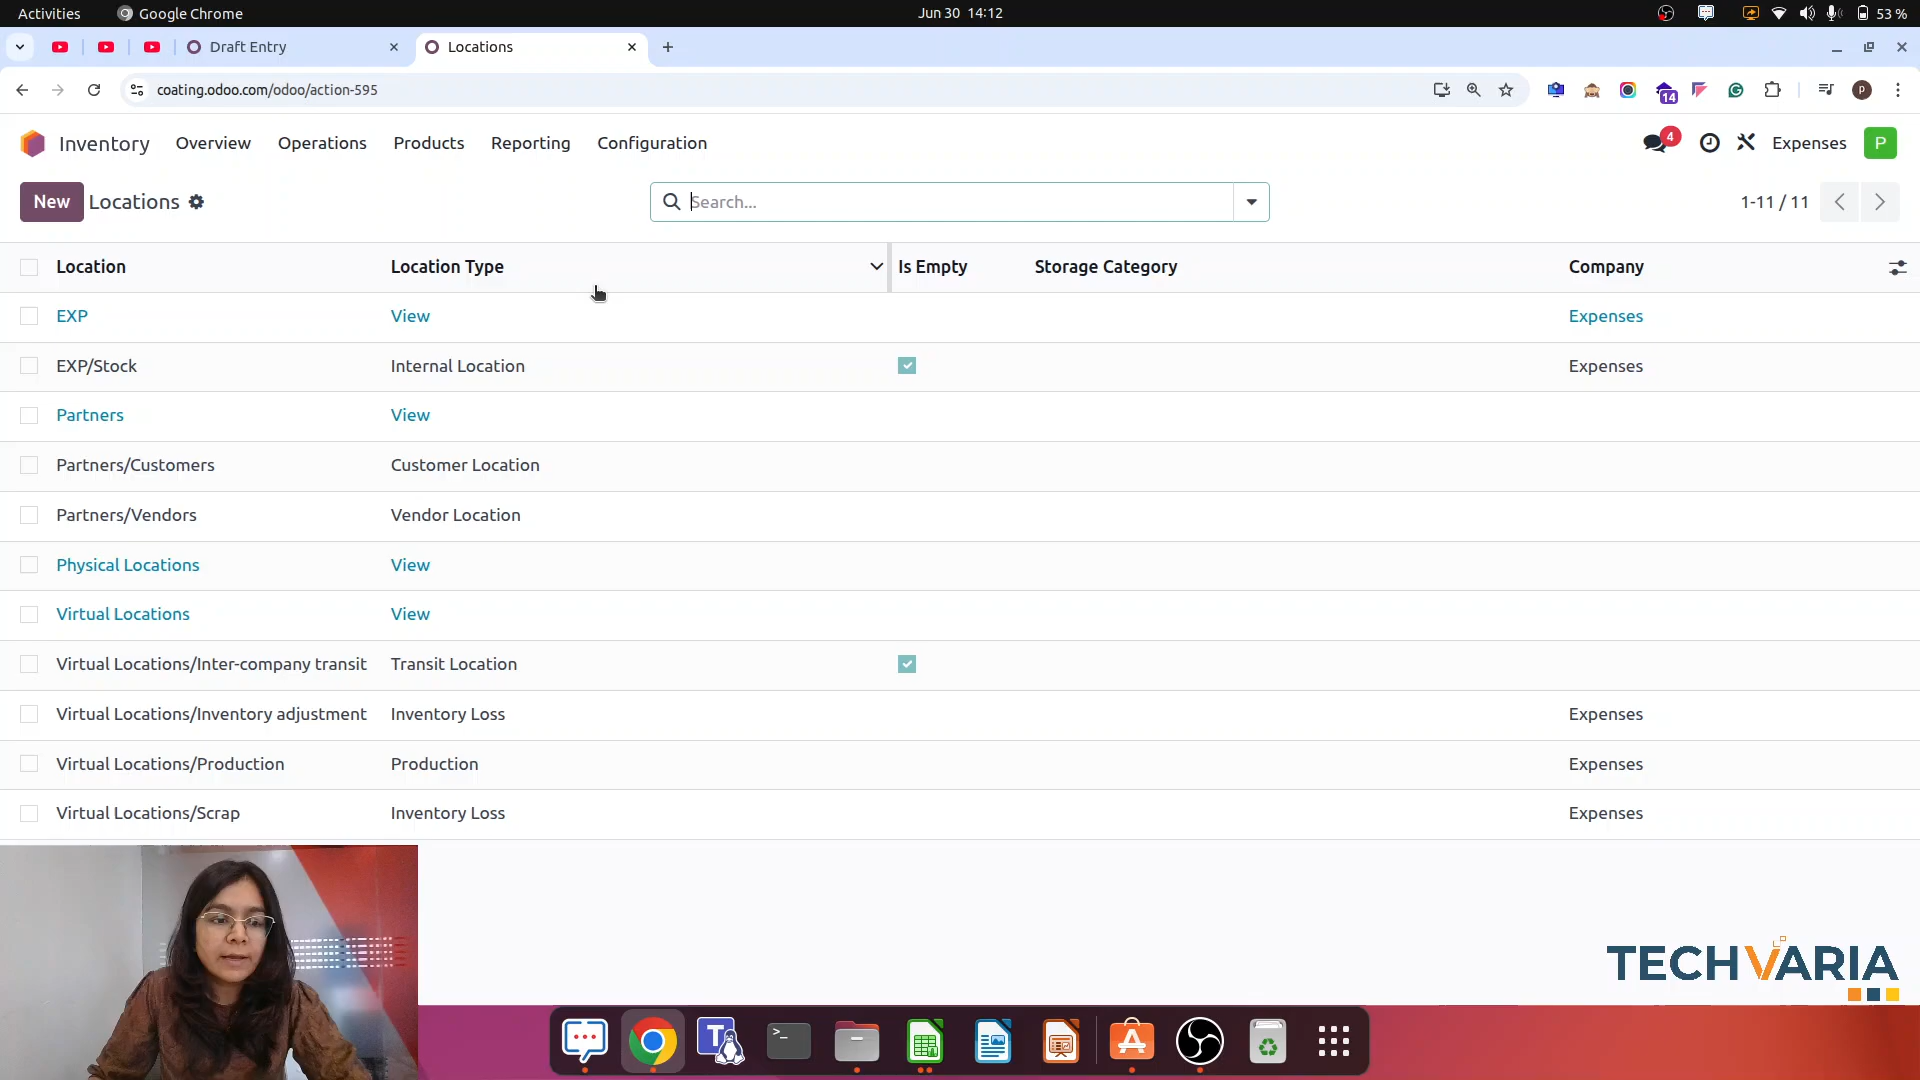 Activities Google Chrome Jun 30 14:12 53 %
Draft Entry Locations
coating.odoo.com/odoo/action-595 14 P
Inventory Overview Operations Products Reporting Configuration 4 Expenses P
New Locations Search... 1-11 / 11
Location Location Type Is Empty Storage Category Company
EXP View Expenses
EXP/Stock Internal Location Expenses
Partners View
Partners/Customers Customer Location
Partners/Vendors Vendor Location
Physical Locations View
Virtual Locations View
Virtual Locations/Inter-company transit Transit Location
Virtual Locations/Inventory adjustment Inventory Loss Expenses
Virtual Locations/Production Production Expenses
Virtual Locations/Scrap Inventory Loss Expenses
TECHVARIA
T